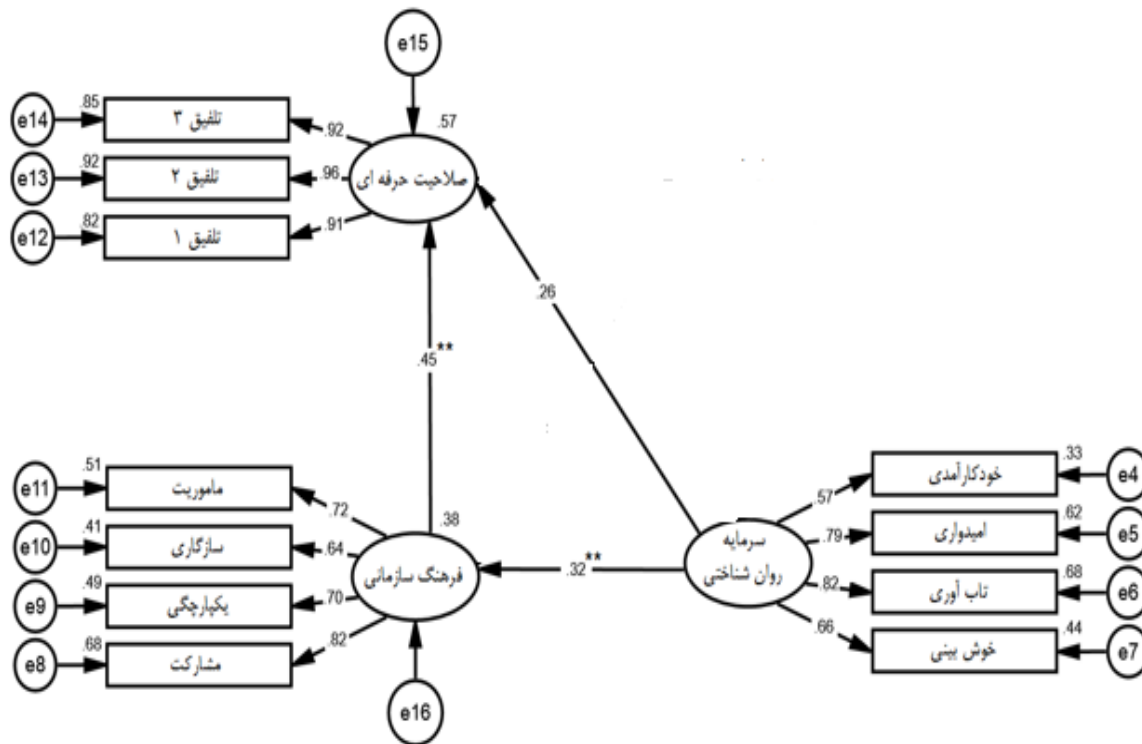 e15
.57
.85
e14
تلفیق ۳
.92
.92
e13
تلفیق ۲
.96
صلاحیت حرفه ای
.82
e12
تلفیق ۱
.91
.26
.45**
.51
e11
ماموریت
.72
.38
.41
e10
سازگاری
.64
فرهنگ سازمانی
.49
e9
یکپارچگی
.70
.68
e8
مشارکت
.82
e16
.32**
سرمایه
روان شناختی
.57
خودکارآمدی
.33
e4
.79
امیدواری
.62
e5
.82
تاب آوری
.68
e6
.66
خوش بینی
.44
e7